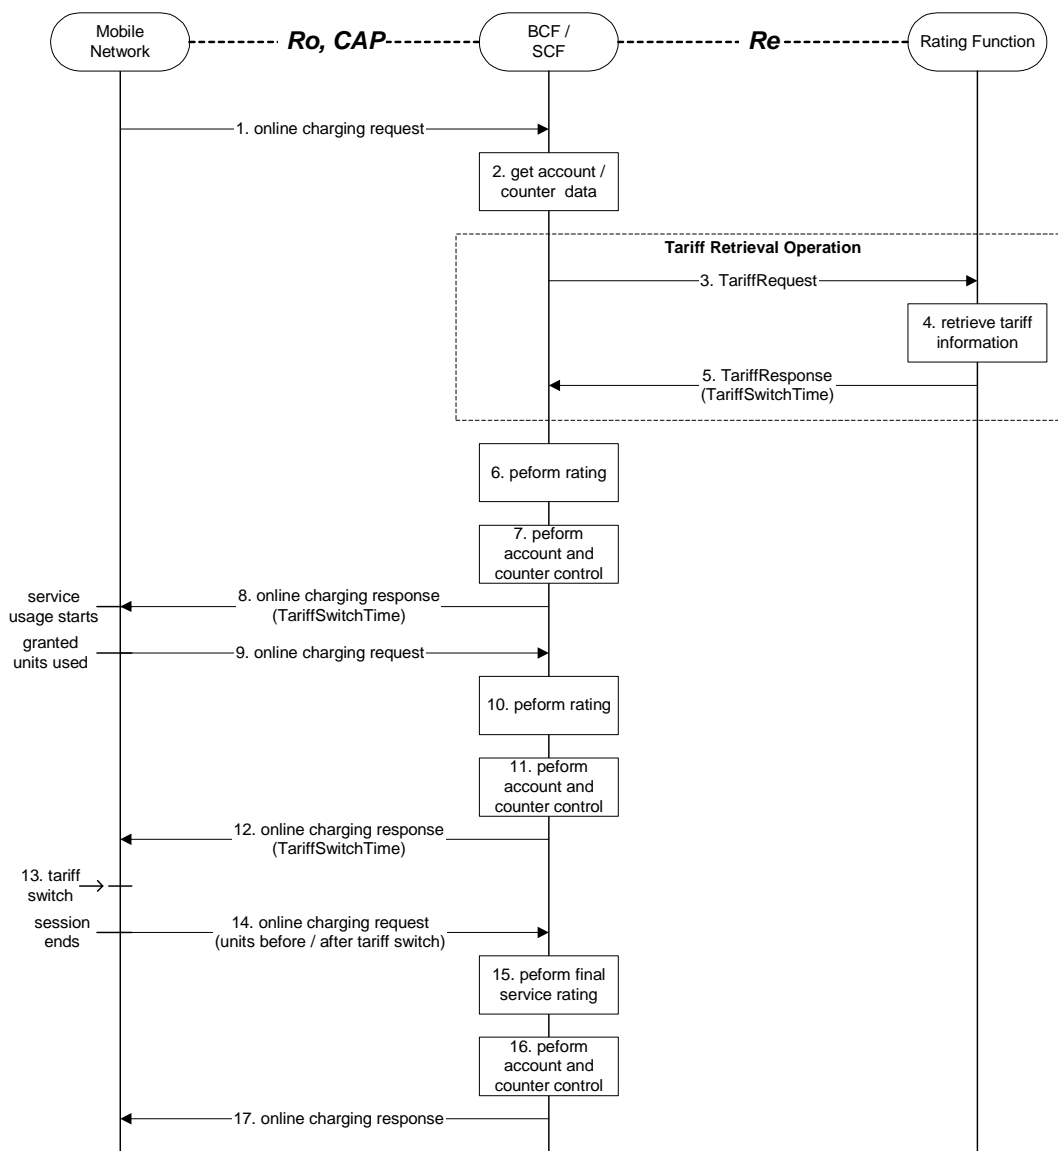 Mobile
Network
Ro, CAP
BCF /
SCF
Re
Rating Function
1. online charging request
2. get account /
counter data
Tariff Retrieval Operation
3. TariffRequest
4. retrieve tariff
information
5. TariffResponse
(TariffSwitchTime)
6. peform rating
7. peform
account and
counter control
service
usage starts
8. online charging response
(TariffSwitchTime)
granted
units used
9. online charging request
10. peform rating
11. peform
account and
counter control
12. online charging response
(TariffSwitchTime)
13. tariff
switch
session
ends
14. online charging request
(units before / after tariff switch)
15. peform final
service rating
16. peform
account and
counter control
17. online charging response